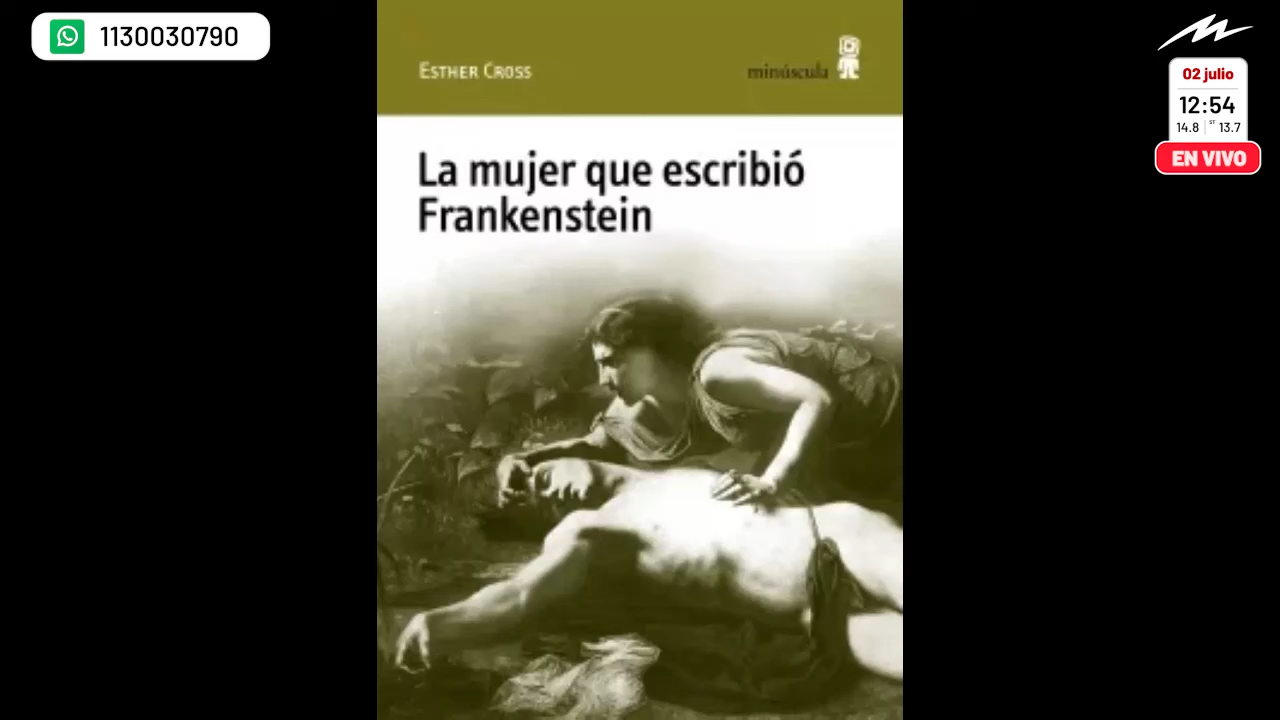 1130030790
ESTHER CROSS
minúscula
La mujer que escribió
Frankenstein
02 julio
12:54
14.8 ST 13.7
EN VIVO